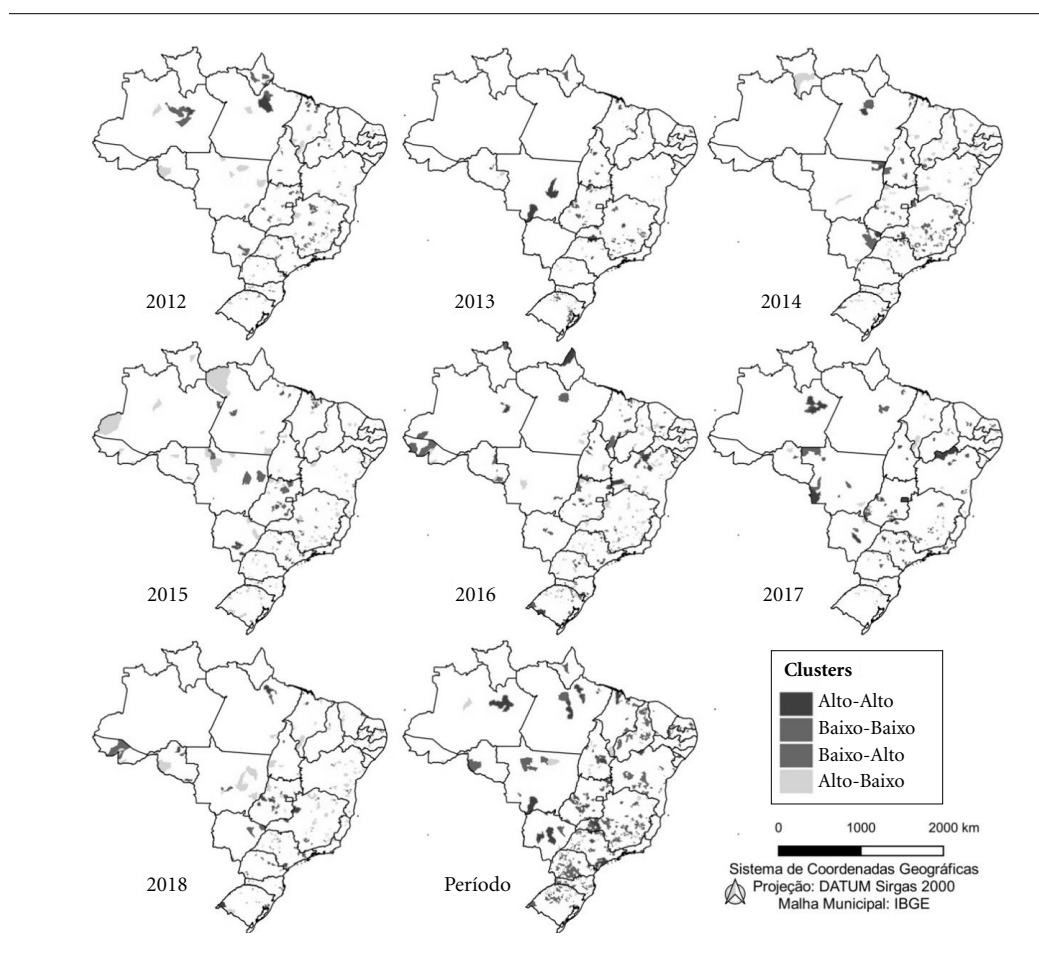 2012
2013
2014
2015
2016
2017
2018
Período
Clusters
Alto-Alto
Baixo-Baixo
Baixo-Alto
Alto-Baixo
0 1000 2000 km
Sistema de Coordenadas Geográficas
Projeção: DATUM Sirgas 2000
Malha Municipal: IBGE